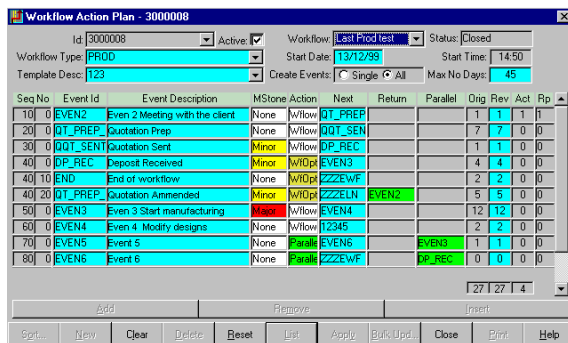 Workflow Action Plan - 3000008
Id: 3000008 Active: Workflow: Last Prod test Status: Closed
Workflow Type: PROD Start Date: 13/12/99 Start Time: 14:50
Template Desc: 123 Create Events: Single All Max No Days: 45
Seq No Event Id Event Description MStone Action Next Return Parallel Orig Rev Act Rp
10 0 EVEN2 Even 2 Meeting with the client None Wflow QT_PREP 1 1 1 1
20 0 QT_PREP_ Quotation Prep None Wflow QQT_SEN 7 7 0 0
30 0 QQT_SENT Quotation Sent Minor Wflow DP_REC 1 1 0 0
40 0 DP_REC Deposit Received Minor WfOpt EVEN3 4 4 0 0
40 10 END End of workflow None Wflow ZZZEWF 2 2 0 0
40 20 QT_PREP_ Quotation Ammended Minor WfOpt ZZZELN EVEN2 5 5 0 0
50 0 EVEN3 Even 3 Start manufacturing Major Wflow EVEN4 12 12 0 0
60 0 EVEN4 Even 4 Modify designs None Wflow 12345 2 2 0 0
70 0 EVEN5 Event 5 None Paralle EVEN6 EVEN3 1 1 0 0
80 0 EVEN6 Event 6 None Paralle ZZZEWF DP_REC 0 0 0 0
27 27 4
Add Remove Insert
Sort... New Clear Delete Reset List Apply Bulk Upd... Close Print Help